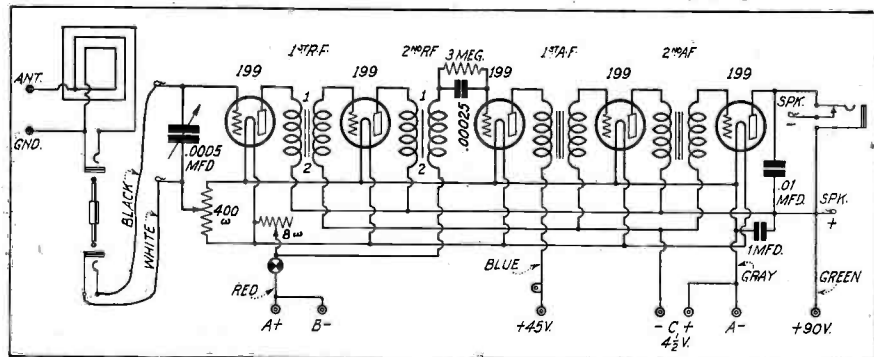 1ST R.F. 2ND RF 3 MEG. 1ST A.F. 2ND AF
199 199 199 199 199
ANT.
1 1
SPK.
-
.00025
GND.
.0005
MFD
BLACK
2 2
.01
MFD.
WHITE
400
ω
8 ω
SPK.
+
1 MFD.
BLUE
GRAY
RED
GREEN
A+ B- +45V. - C + A- +90V.
4½ V.